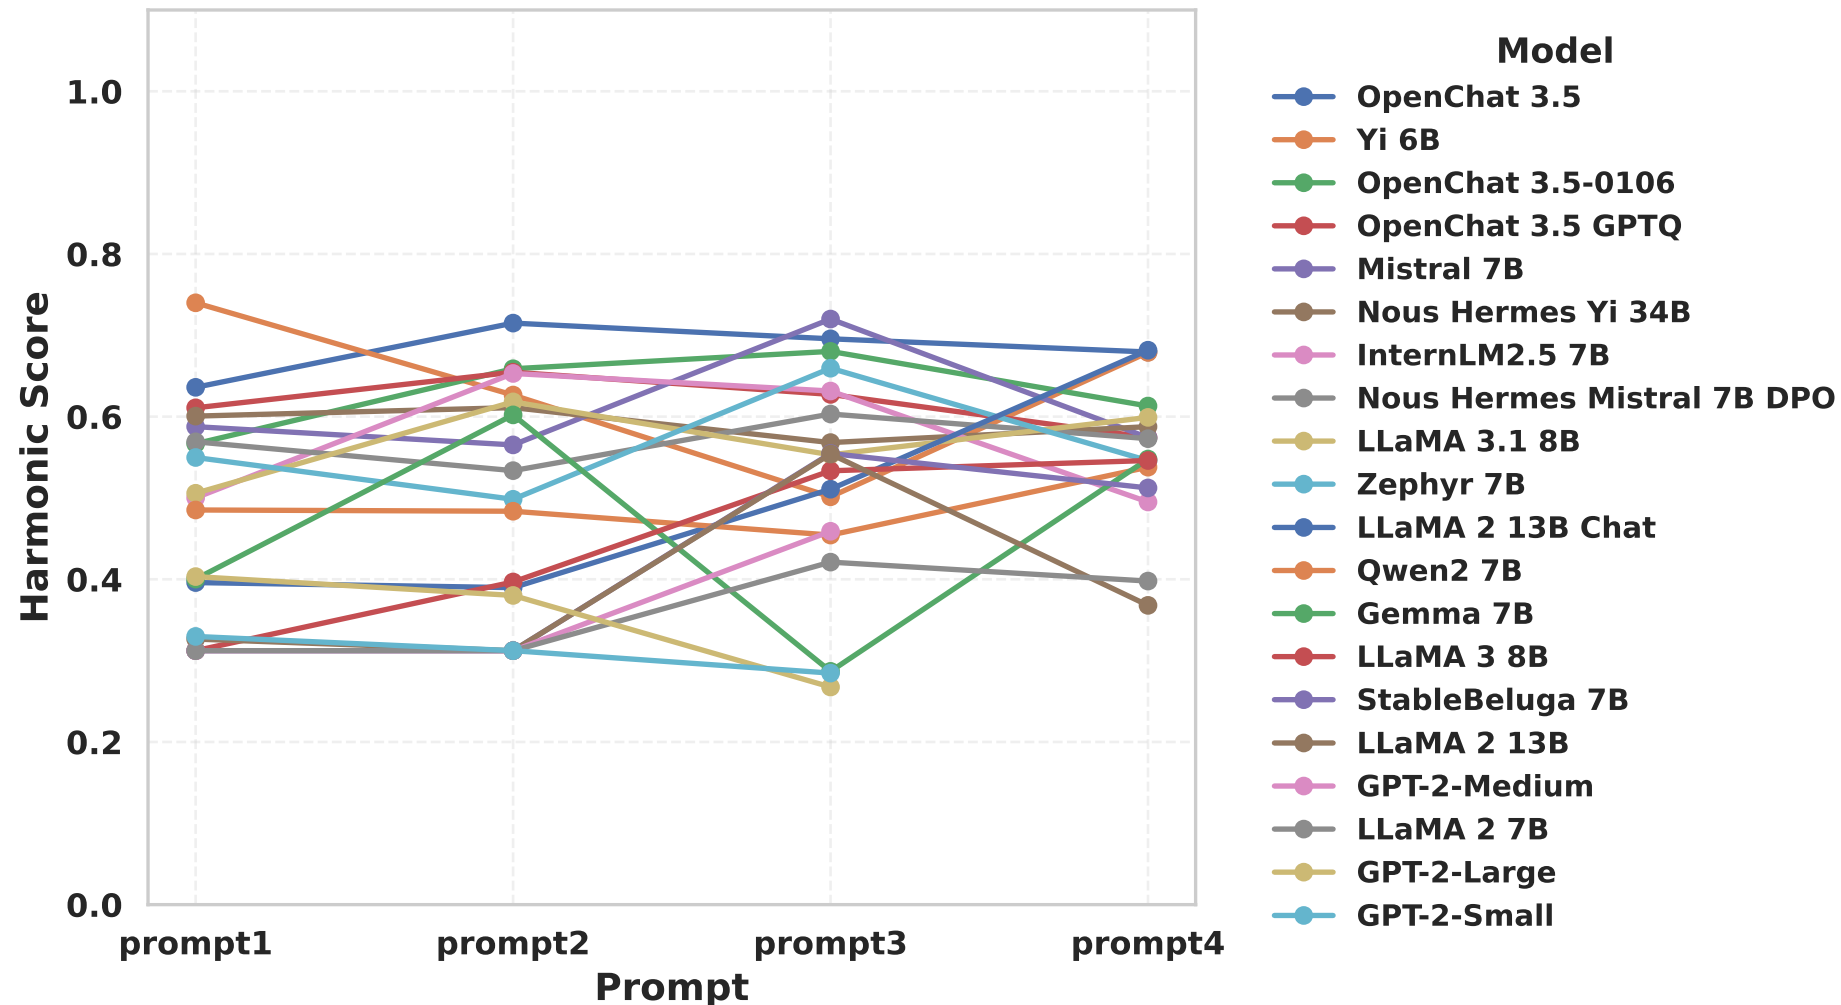 1.0
0.8
0.6
0.4
0.2
0.0
Harmonic Score
prompt1
prompt2
prompt3
prompt4
Prompt
Model
OpenChat 3.5
Yi 6B
OpenChat 3.5-0106
OpenChat 3.5 GPTQ
Mistral 7B
Nous Hermes Yi 34B
InternLM2.5 7B
Nous Hermes Mistral 7B DPO
LLaMA 3.1 8B
Zephyr 7B
LLaMA 2 13B Chat
Qwen2 7B
Gemma 7B
LLaMA 3 8B
StableBeluga 7B
LLaMA 2 13B
GPT-2-Medium
LLaMA 2 7B
GPT-2-Large
GPT-2-Small